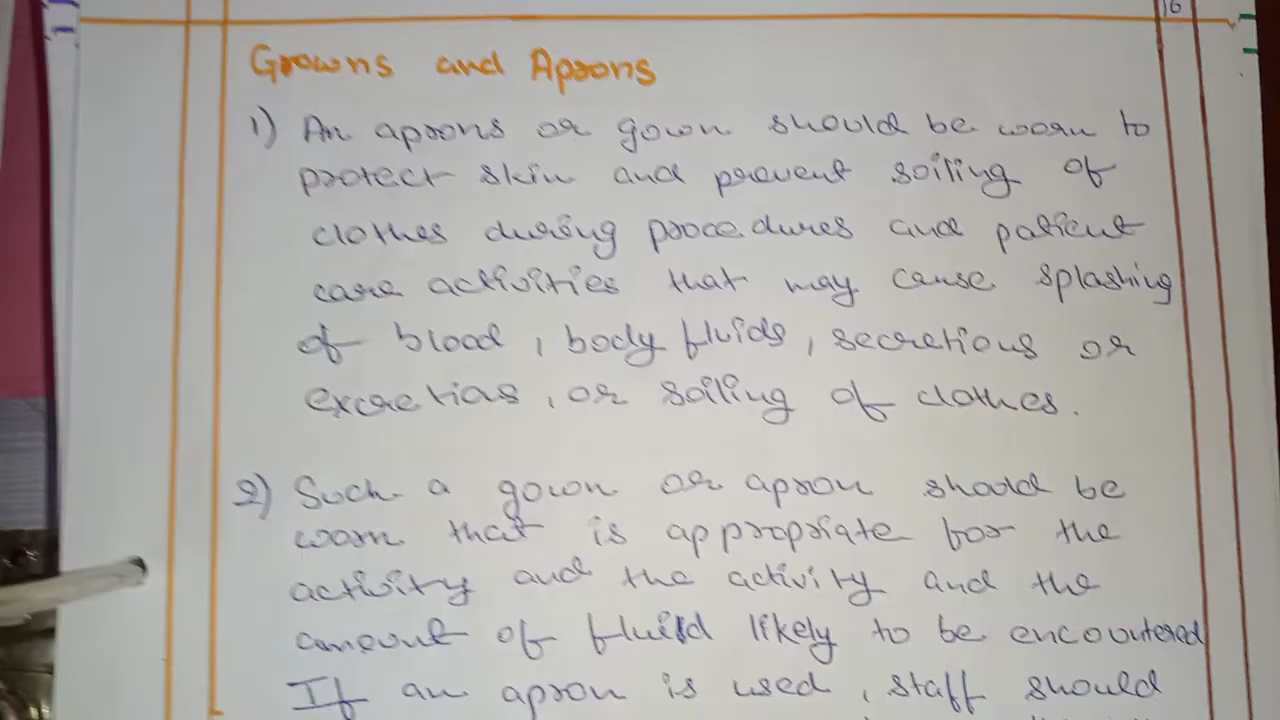 16
Growns and Aprons
1) An aprons or gown should be worn to
protect skin and prevent soiling of
clothes during procedures and patient
care activities that may cause splashing
of blood, body fluids, secretions or
excretions, or soiling of clothes.
2) Such a gown or apron should be
worn that is appropriate for the
activity and the activity and the
amount of fluid likely to be encountered
If an apron is used, staff should